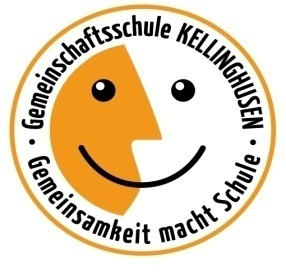 · Gemeinschaftsschule KELLINGHUSEN ·
Gemeinsamkeit macht Schule